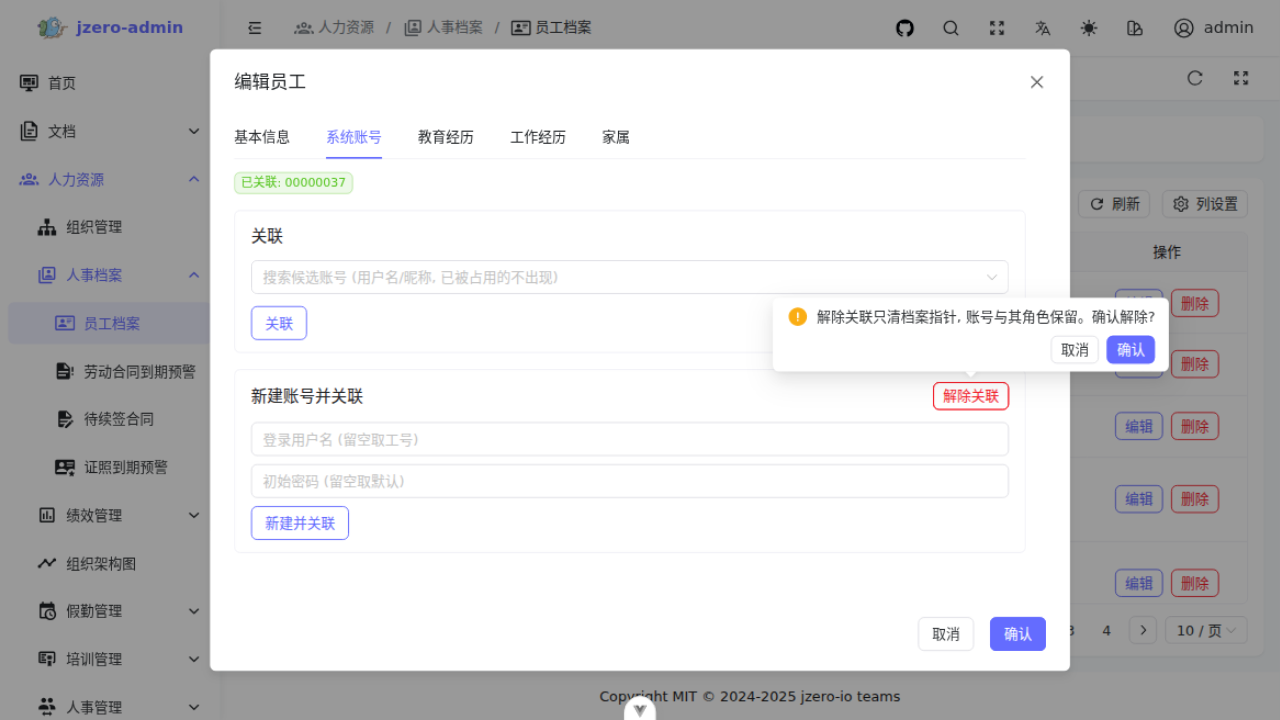 jzero-admin
人力资源 / 人事档案 / 员工档案
admin
首页
文档
人力资源
组织管理
人事档案
员工档案
劳动合同到期预警
待续签合同
证照到期预警
绩效管理
组织架构图
假勤管理
培训管理
人事管理
编辑员工
基本信息
系统账号
教育经历
工作经历
家属
已关联: 00000037
关联
搜索候选账号 (用户名/昵称, 已被占用的不出现)
关联
解除关联只清档案指针, 账号与其角色保留。确认解除?
取消
确认
新建账号并关联
解除关联
登录用户名 (留空取工号)
初始密码 (留空取默认)
新建并关联
取消
确认
刷新
列设置
操作
删除
删除
编辑 删除
编辑 删除
编辑 删除
4
10 / 页
Copyright MIT © 2024-2025 jzero-io teams